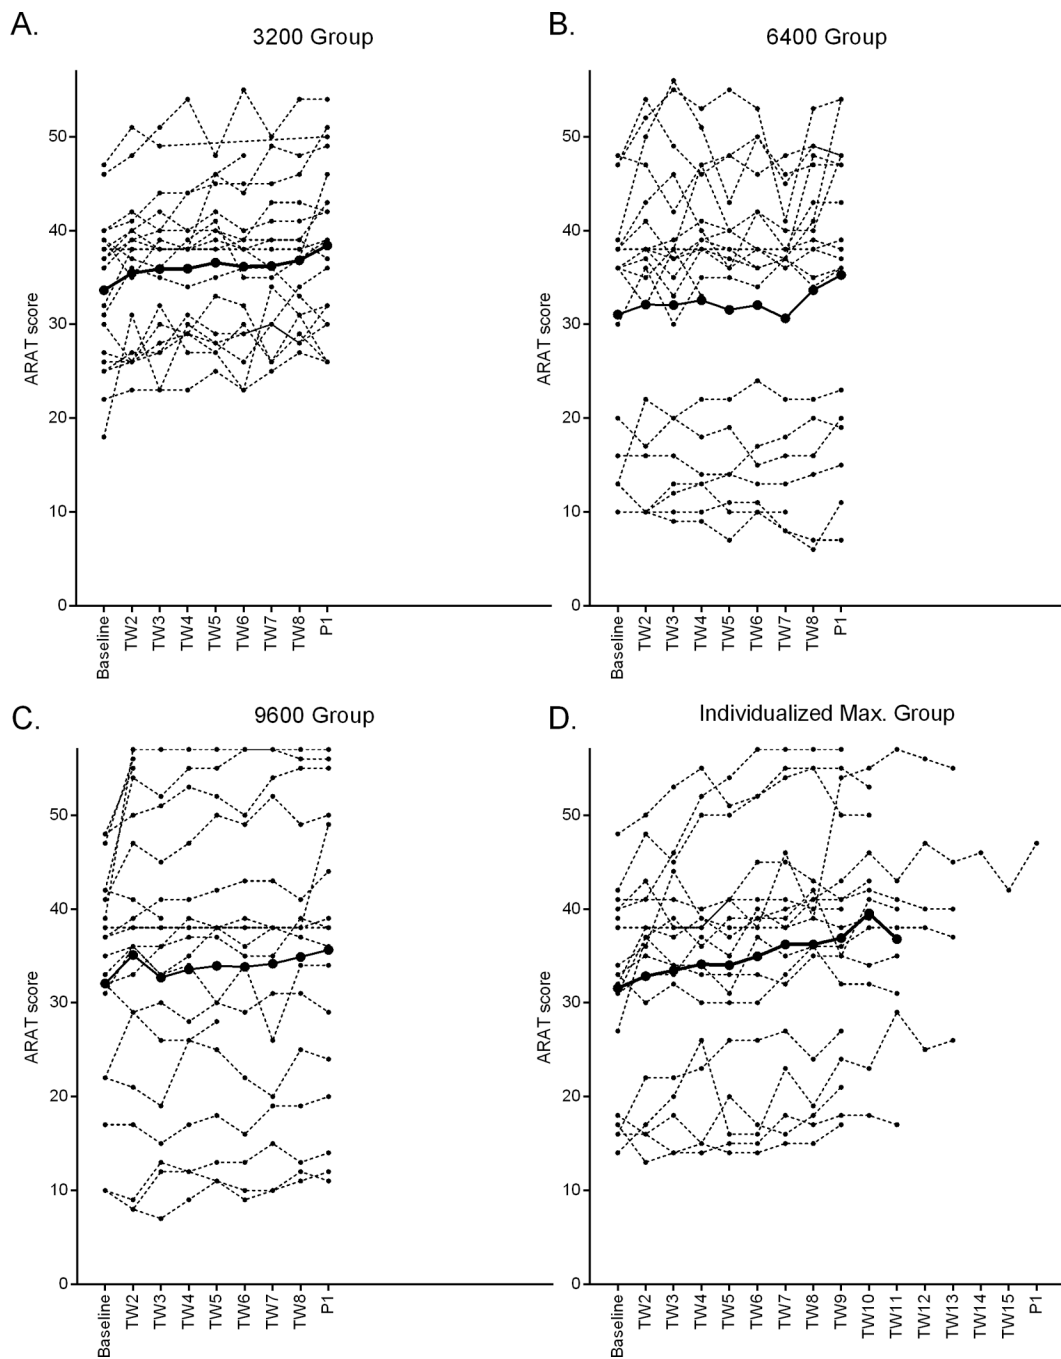 A.
3200 Group
ARAT score
50
40
30
20
10
0
Baseline
TW2
TW3
TW4
TW5
TW6
TW7
TW8
P1
B.
6400 Group
ARAT score
50
40
30
20
10
0
Baseline
TW2
TW3
TW4
TW5
TW6
TW7
TW8
P1
C.
9600 Group
ARAT score
50
40
30
20
10
0
Baseline
TW2
TW3
TW4
TW5
TW6
TW7
TW8
P1
D.
Individualized Max. Group
ARAT score
50
40
30
20
10
0
Baseline
TW2
TW3
TW4
TW5
TW6
TW7
TW8
TW9
TW10
TW11
TW12
TW13
TW14
TW15
P1